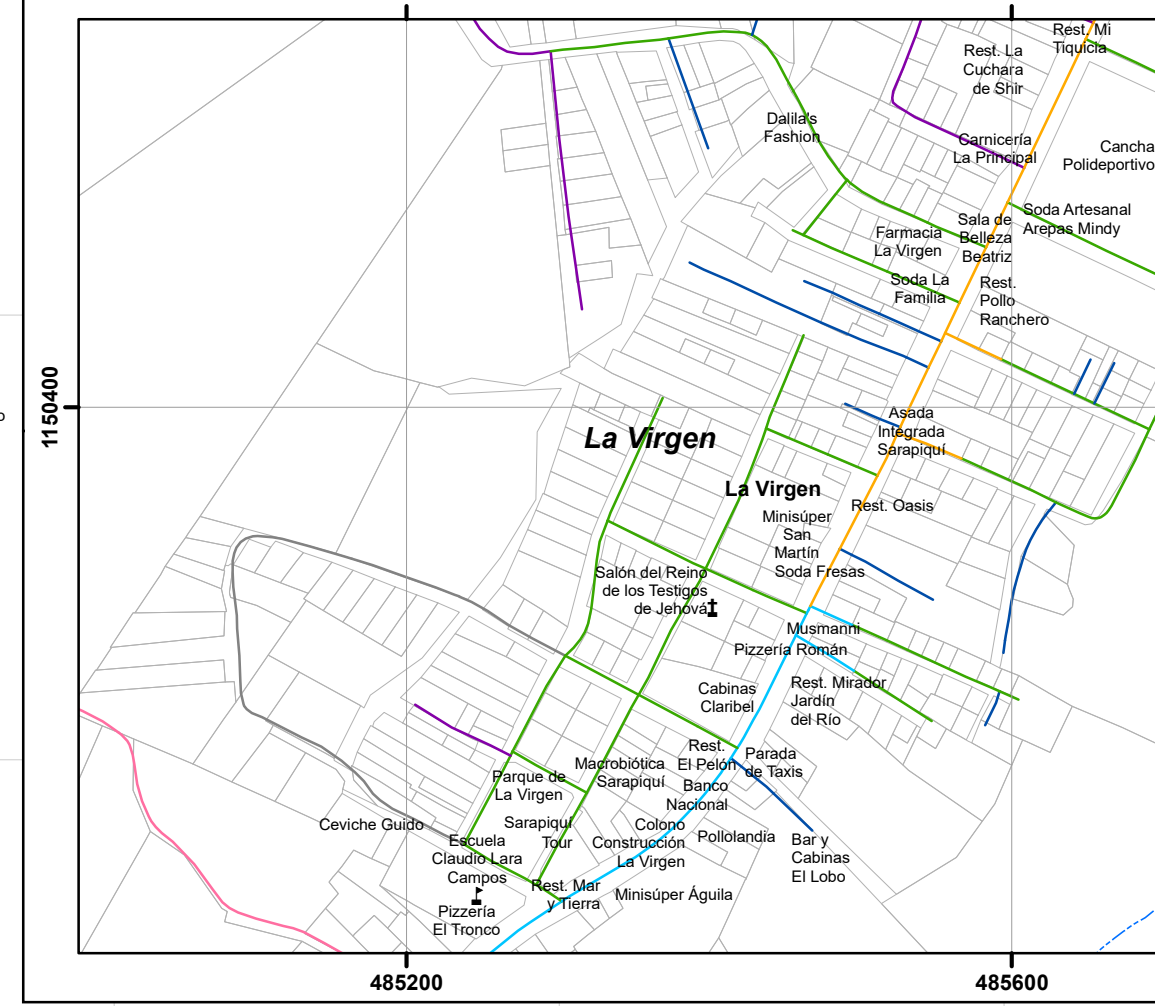 Rest. Mi
Tiquicia
Rest. La
Cuchara
de Shir
Dalila's
Fashion
Carnicería
La Principal
Cancha
Polideportivo
Soda Artesanal
Arepas Mindy
Sala de
Belleza
Beatriz
Farmacia
La Virgen
Soda La
Familia
Rest.
Pollo
Ranchero
1150400
Asada
Integrada
Sarapiquí
La Virgen
La Virgen
Rest. Oasis
Minisúper
San
Martín
Soda Fresas
Salón del Reino
de los Testigos
de Jehová
Musmanni
Pizzería Román
Cabinas
Claribel
Rest. Mirador
Jardín
del Río
Rest.
El Pelón
Parada
de Taxis
Macrobiótica
Sarapiquí
Parque de
La Virgen
Banco
Nacional
Ceviche Guido
Sarapiquí
Tour
Colono
Construcción
La Virgen
Pollolandia
Bar y
Cabinas
El Lobo
Escuela
Claudio Lara
Campos
Rest. Mar
y Tierra
Minisúper Águila
Pizzería
El Tronco
485200
485600